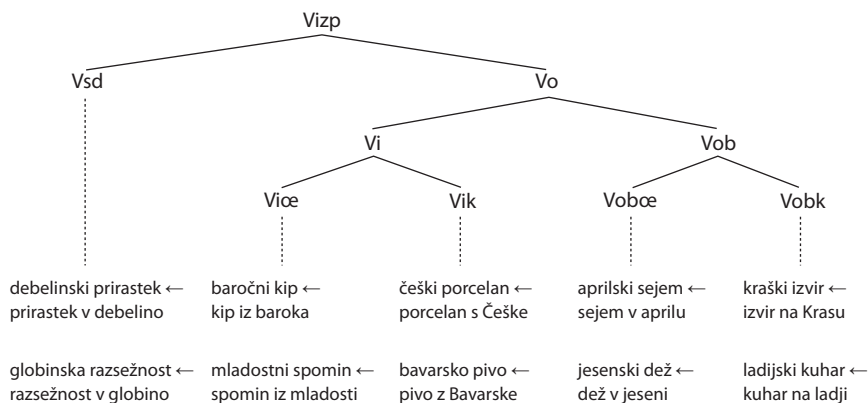 Vizp
Vsd Vo
Vi Vob
Viœ Vik Vobœ Vobk
debelinski prirastek ← baročni kip ← češki porcelan ← aprilski sejem ← kraški izvir ←
prirastek v debelino kip iz baroka porcelan s Češke sejem v aprilu izvir na Krasu
globinska razsežnost ← mladostni spomin ← bavarsko pivo ← jesenski dež ← ladijski kuhar ←
razsežnost v globino spomin iz mladosti pivo z Bavarske dež v jeseni kuhar na ladji